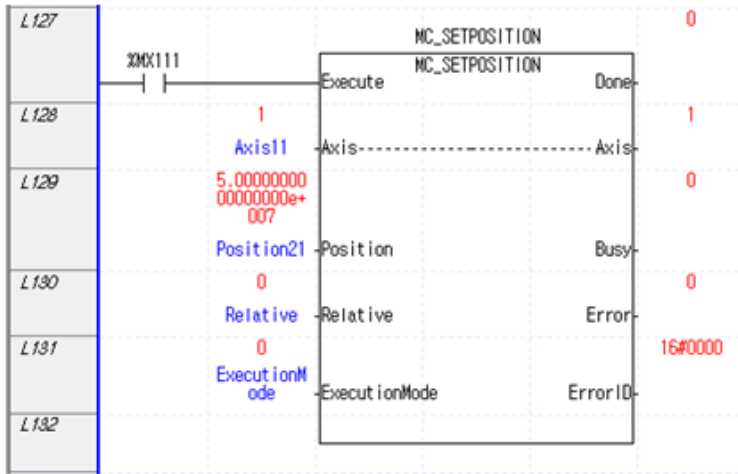 L127
0
MC_SETPOSITION
%MX111
MC_SETPOSITION
Execute
Done
L128
1
1
Axis11
Axis
Axis
L129
5.00000000
00000000e+
007
0
Position21
Position
Busy
L130
0
0
Relative
Relative
Error
L131
0
16#0000
ExecutionM
ode
ExecutionMode
ErrorID
L132